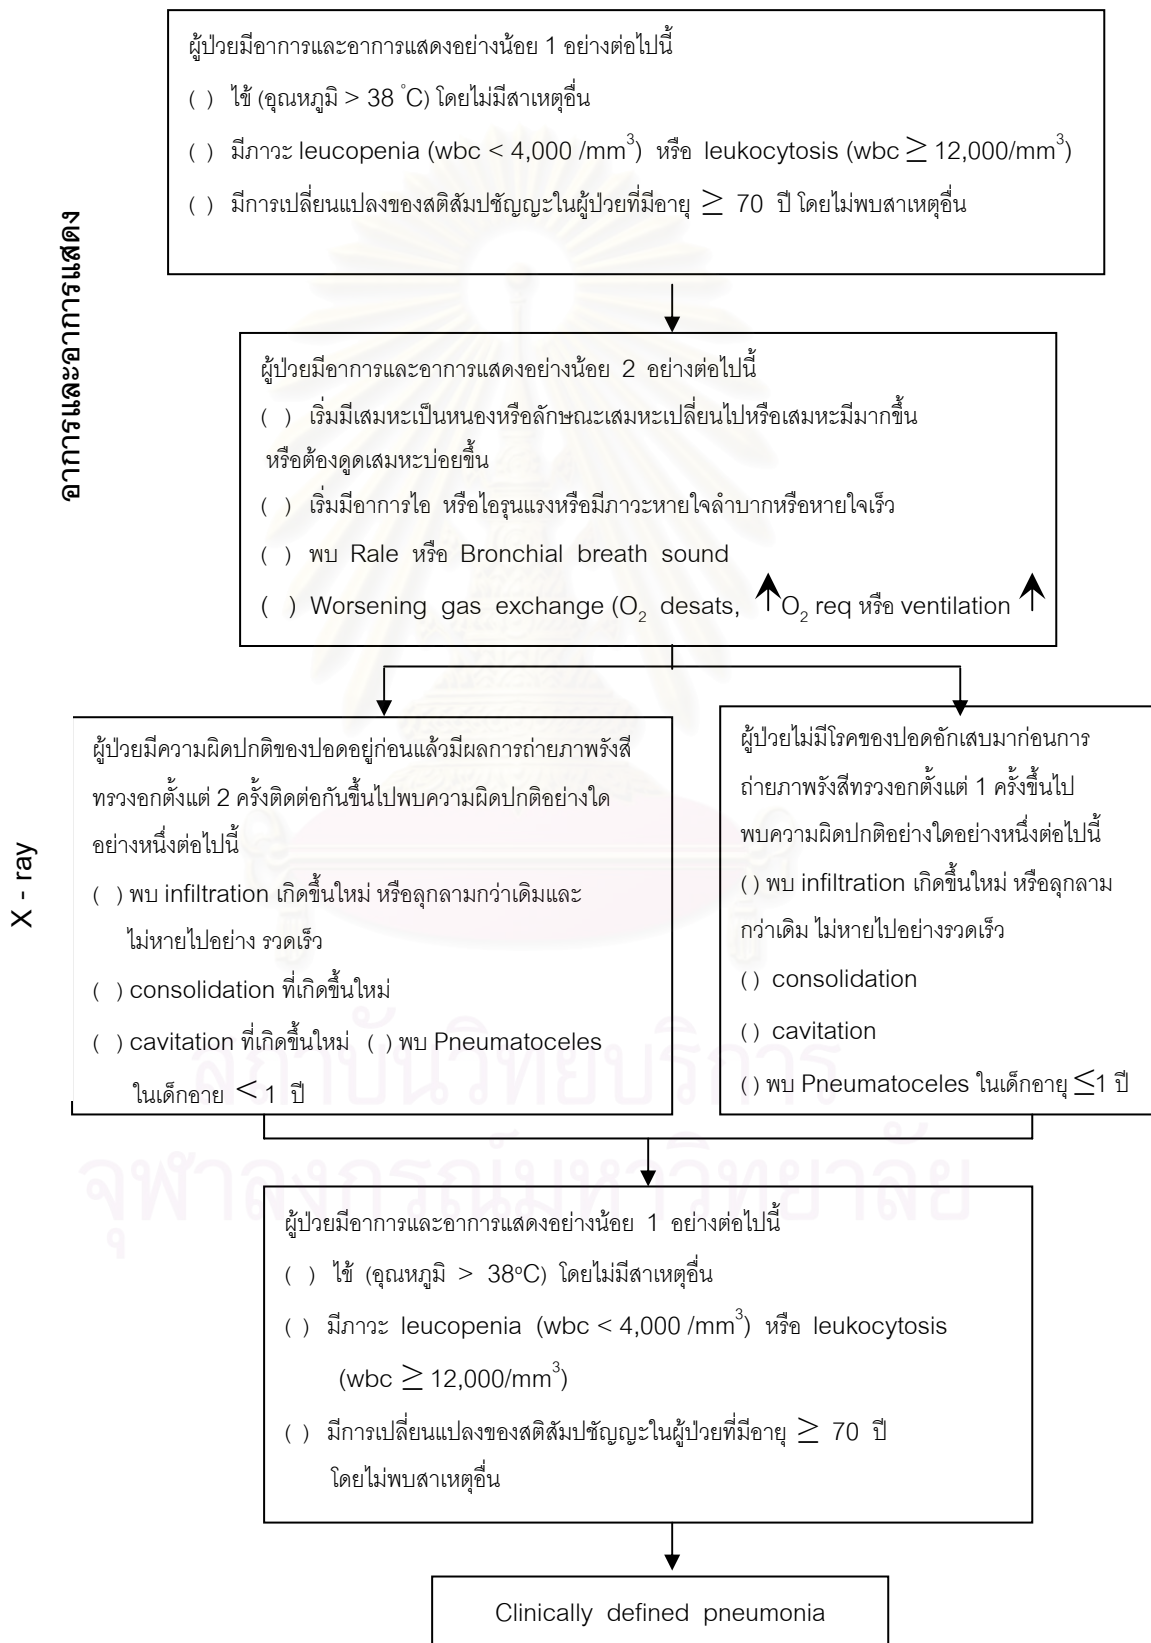 ผู้ป่วยมีอาการและอาการแสดงอย่างน้อย 1 อย่างต่อไปนี้
( ) ไข้ (อุณหภูมิ > 38 °C) โดยไม่มีสาเหตุอื่น
( ) มีภาวะ leucopenia (wbc < 4,000 /mm³) หรือ leukocytosis (wbc ≥ 12,000/mm³)
( ) มีการเปลี่ยนแปลงของสติสัมปชัญญะในผู้ป่วยที่มีอายุ ≥ 70 ปี โดยไม่พบสาเหตุอื่น
อาการและอาการแสดง
ผู้ป่วยมีอาการและอาการแสดงอย่างน้อย 2 อย่างต่อไปนี้
( ) เริ่มมีเสมหะเป็นหนองหรือลักษณะเสมหะเปลี่ยนไปหรือเสมหะมีมากขึ้น
หรือต้องดูดเสมหะบ่อยขึ้น
( ) เริ่มมีอาการไอ หรือไอรุนแรงหรือมีภาวะหายใจลำบากหรือหายใจเร็ว
( ) พบ Rale หรือ Bronchial breath sound
( ) Worsening gas exchange (O₂ desats, ↑O₂ req หรือ ventilation ↑
X - ray
ผู้ป่วยมีความผิดปกติของปอดอยู่ก่อนแล้วมีผลการถ่ายภาพรังสี
ทรวงอกตั้งแต่ 2 ครั้งติดต่อกันขึ้นไปพบความผิดปกติอย่างใด
อย่างหนึ่งต่อไปนี้
( ) พบ infiltration เกิดขึ้นใหม่ หรือลุกลามกว่าเดิมและ
ไม่หายไปอย่าง รวดเร็ว
( ) consolidation ที่เกิดขึ้นใหม่
( ) cavitation ที่เกิดขึ้นใหม่ ( ) พบ Pneumatoceles
ในเด็กอาย < 1 ปี
ผู้ป่วยไม่มีโรคของปอดอักเสบมาก่อนการ
ถ่ายภาพรังสีทรวงอกตั้งแต่ 1 ครั้งขึ้นไป
พบความผิดปกติอย่างใดอย่างหนึ่งต่อไปนี้
( ) พบ infiltration เกิดขึ้นใหม่ หรือลุกลาม
กว่าเดิม ไม่หายไปอย่างรวดเร็ว
( ) consolidation
( ) cavitation
( ) พบ Pneumatoceles ในเด็กอายุ ≤1 ปี
สถาบันวิทยบริการ
จุฬาลงกรณ์มหาวิทยาลัย
ผู้ป่วยมีอาการและอาการแสดงอย่างน้อย 1 อย่างต่อไปนี้
( ) ไข้ (อุณหภูมิ > 38ºC) โดยไม่มีสาเหตุอื่น
( ) มีภาวะ leucopenia (wbc < 4,000 /mm³) หรือ leukocytosis
(wbc ≥ 12,000/mm³)
( ) มีการเปลี่ยนแปลงของสติสัมปชัญญะในผู้ป่วยที่มีอายุ ≥ 70 ปี
โดยไม่พบสาเหตุอื่น
Clinically defined pneumonia